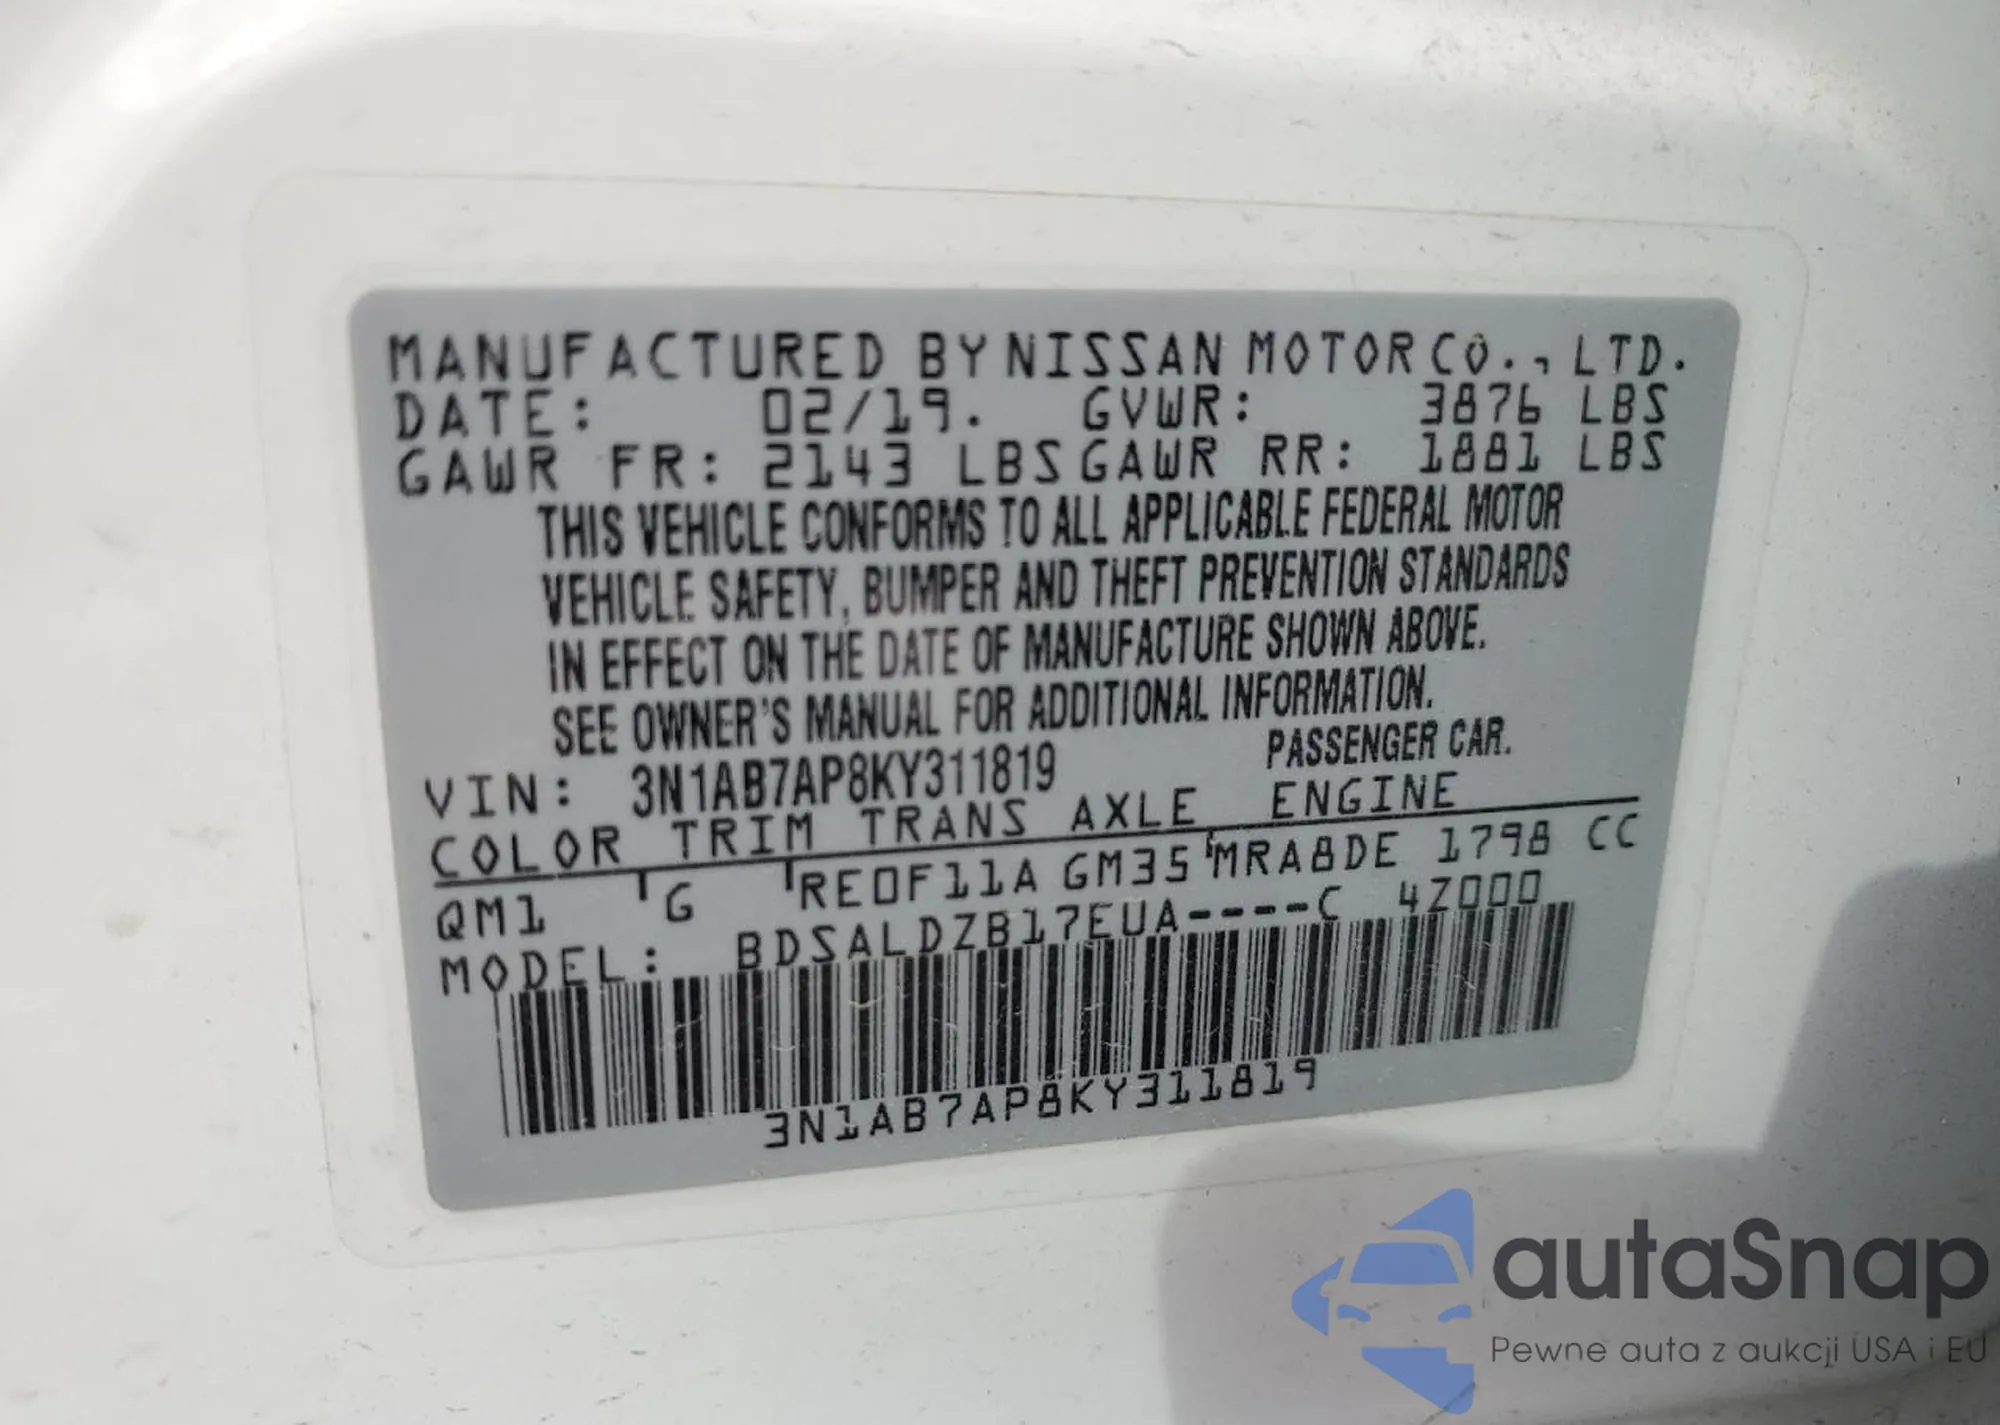 MANUFACTURED BY NISSAN MOTOR CO., LTD.
DATE: 02/19. GVWR: 3876 LBS
GAWR FR: 2143 LBS GAWR RR: 1881 LBS
THIS VEHICLE CONFORMS TO ALL APPLICABLE FEDERAL MOTOR
VEHICLE SAFETY, BUMPER AND THEFT PREVENTION STANDARDS
IN EFFECT ON THE DATE OF MANUFACTURE SHOWN ABOVE.
SEE OWNER'S MANUAL FOR ADDITIONAL INFORMATION.
VIN: 3N1AB7AP8KY311819 PASSENGER CAR.
COLOR TRIM TRANS AXLE ENGINE
QM1 G RE0F11A GM35 MRA8DE 1798 CC
MODEL: BDSALDZB17EUA----C 4Z000
3N1AB7AP8KY311819
autaSnap
Pewne auta z aukcji USA i EU